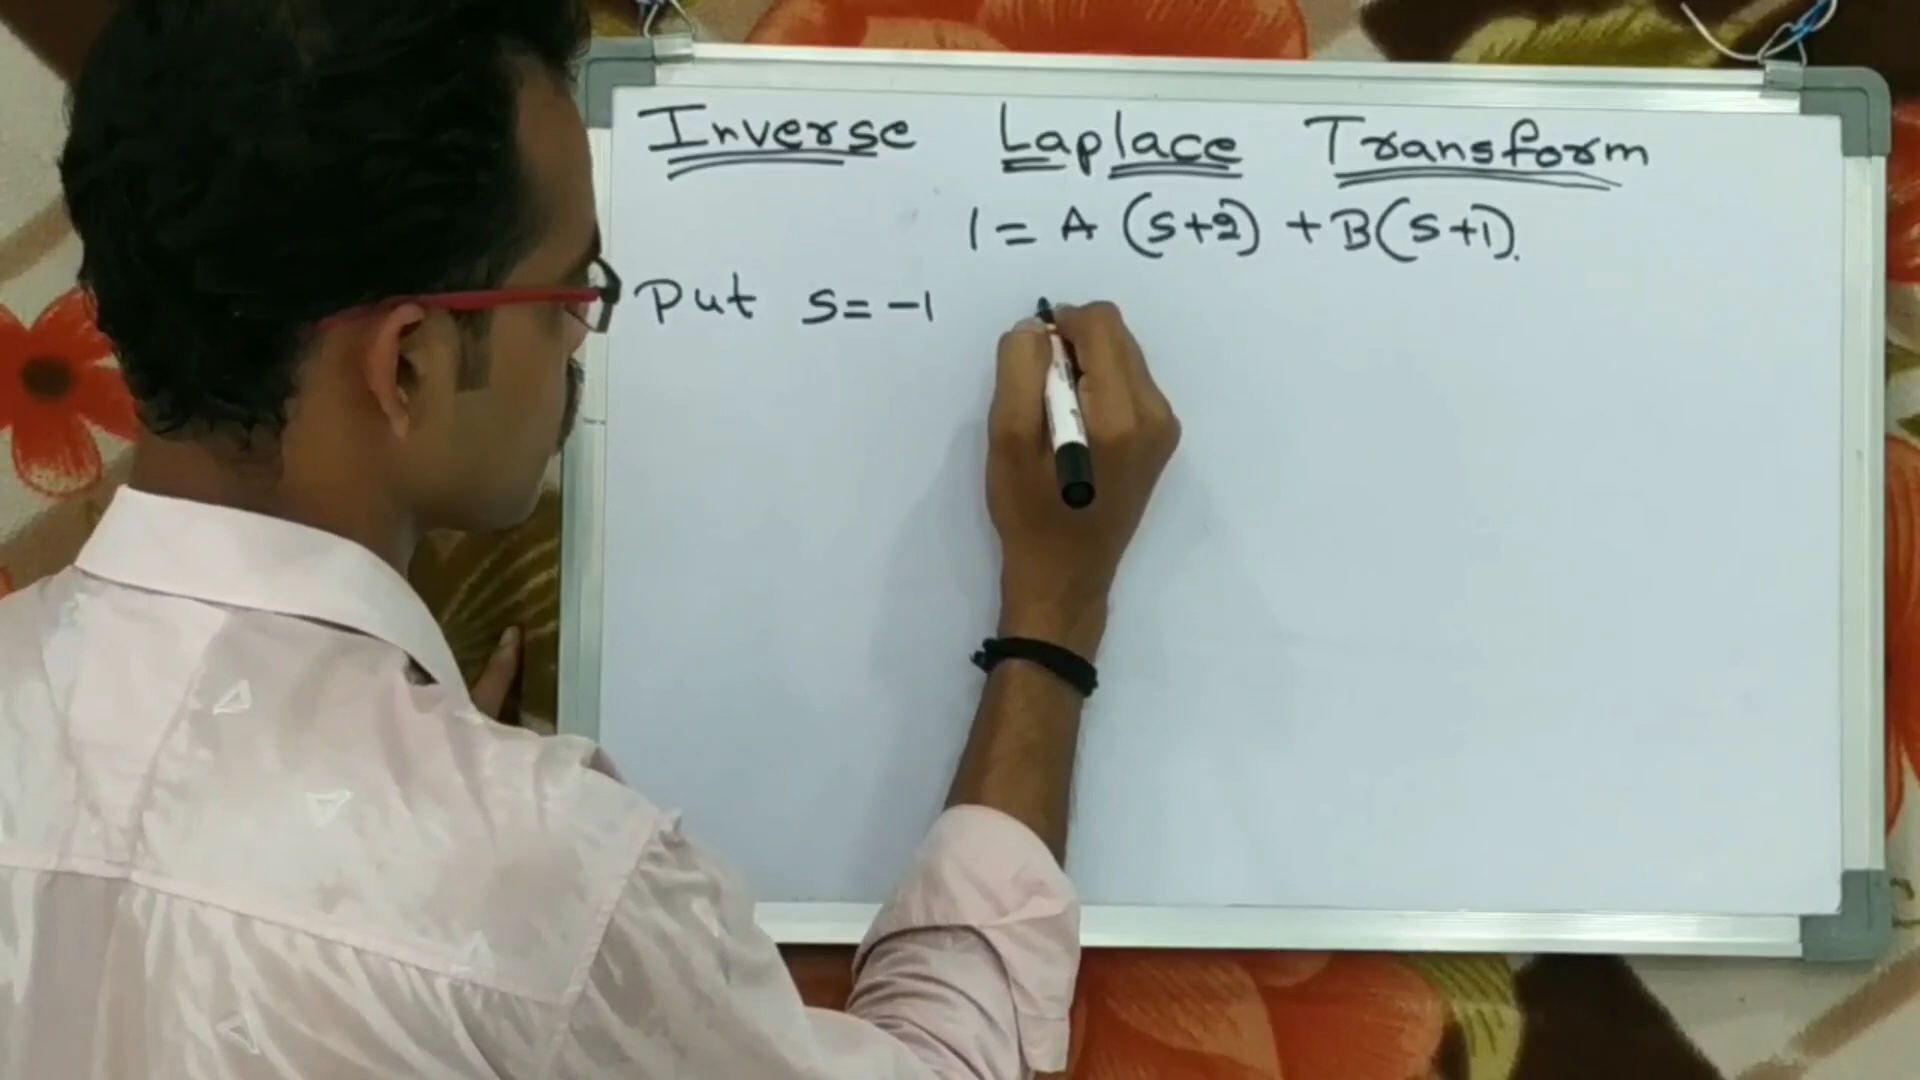 Inverse Laplace Transform
1 = A (s+2) + B(s+1).
Put s = -1